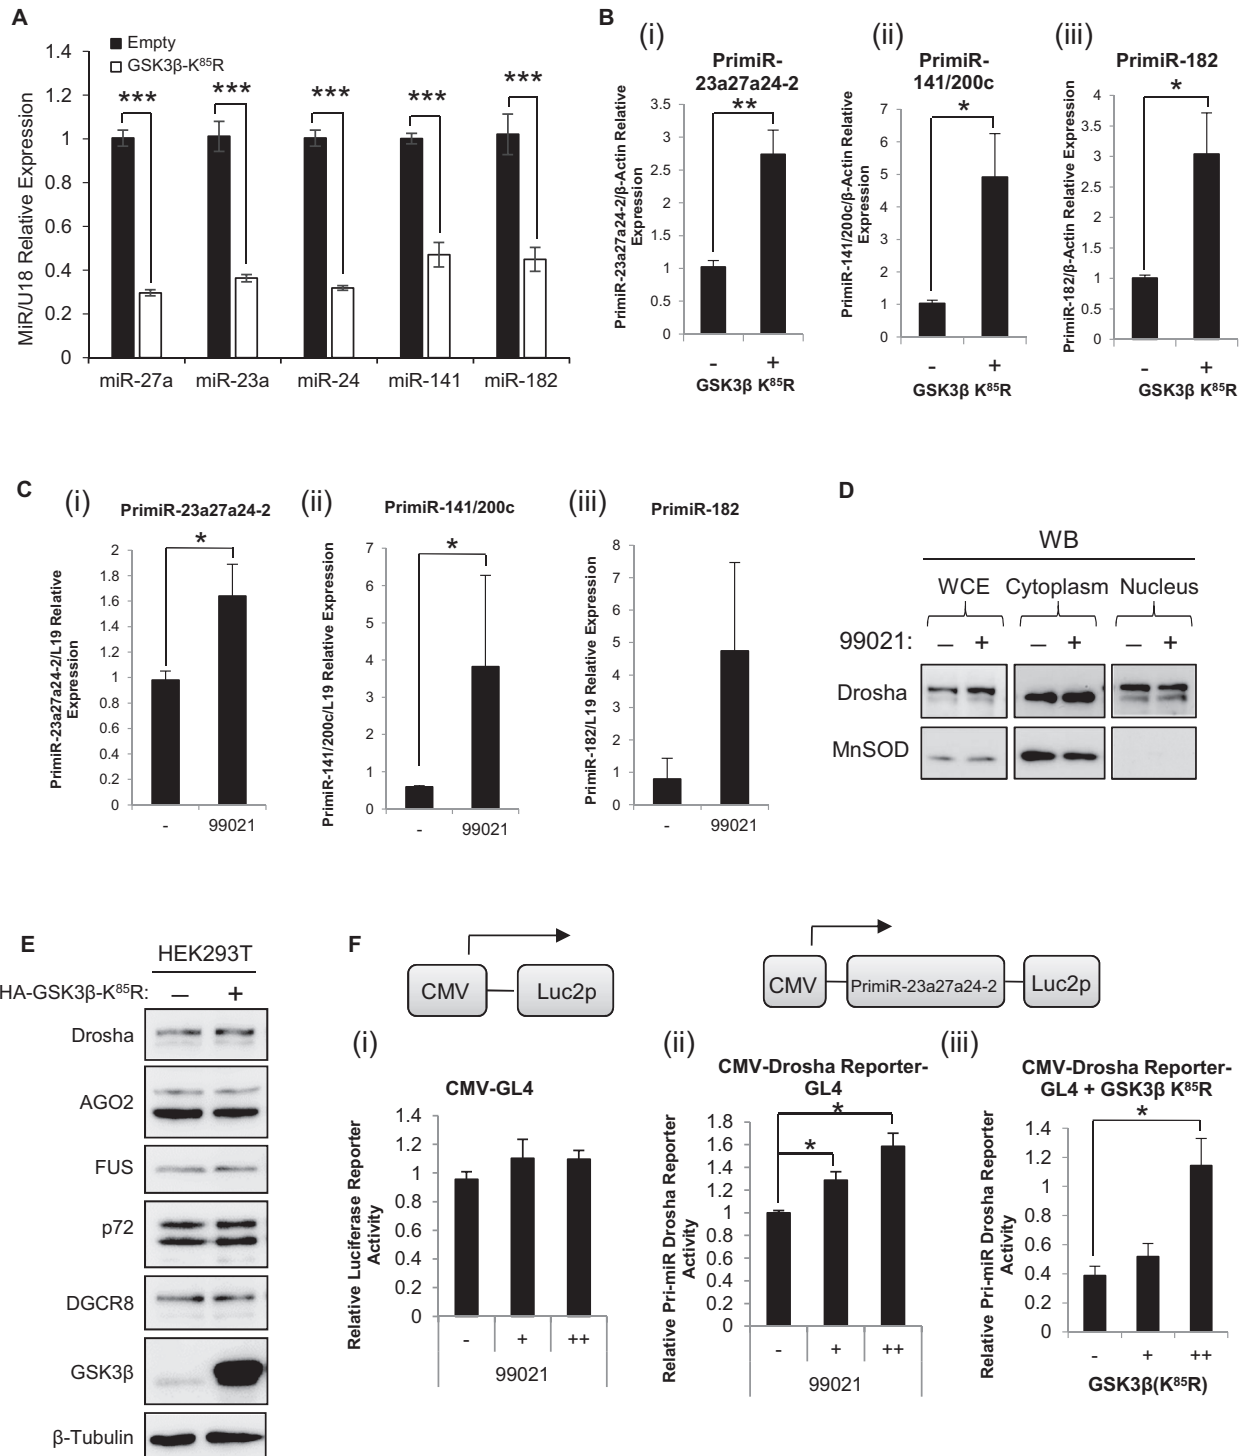 A
Empty
GSK3β-K⁸⁵R
MiR/U18 Relative Expression
1.4
1.2
1
0.8
0.6
0.4
0.2
0
***
***
***
***
***
miR-27a
miR-23a
miR-24
miR-141
miR-182
B
(i)
PrimiR-
23a27a24-2
PrimiR-23a27a24-2/β-Actin Relative
Expression
3.5
3
2.5
2
1.5
1
0.5
0
**
-
+
GSK3β K⁸⁵R
(ii)
PrimiR-
141/200c
PrimiR-141/200c/β-Actin Relative
Expression
7
6
5
4
3
2
1
0
*
-
+
GSK3β K⁸⁵R
(iii)
PrimiR-182
PrimiR-182/β-Actin Relative Expression
4
3.5
3
2.5
2
1.5
1
0.5
0
*
-
+
GSK3β K⁸⁵R
C
(i)
PrimiR-23a27a24-2
PrimiR-23a27a24-2/L19 Relative
Expression
2
1.8
1.6
1.4
1.2
1
0.8
0.6
0.4
0.2
0
*
-
99021
(ii)
PrimiR-141/200c
PrimiR-141/200c/L19 Relative Expression
7
6
5
4
3
2
1
0
*
-
99021
(iii)
PrimiR-182
PrimiR-182/L19 Relative Expression
8
7
6
5
4
3
2
1
0
-
99021
D
WB
WCE Cytoplasm Nucleus
99021: – + – + – +
Drosha
MnSOD
E
HEK293T
HA-GSK3β-K⁸⁵R: – +
Drosha
AGO2
FUS
p72
DGCR8
GSK3β
β-Tubulin
F
CMV
Luc2p
CMV
PrimiR-23a27a24-2
Luc2p
(i)
CMV-GL4
Relative Luciferase Reporter
Activity
1.4
1.2
1
0.8
0.6
0.4
0.2
0
-
+
++
99021
(ii)
CMV-Drosha Reporter-
GL4
Relative Pri-miR Drosha Reporter
Activity
1.8
1.6
1.4
1.2
1
0.8
0.6
0.4
0.2
0
*
*
-
+
++
99021
(iii)
CMV-Drosha Reporter-
GL4 + GSK3β K⁸⁵R
Relative Pri-miR Drosha Reporter
Activity
1.4
1.2
1
0.8
0.6
0.4
0.2
0
*
-
+
++
GSK3β(K⁸⁵R)